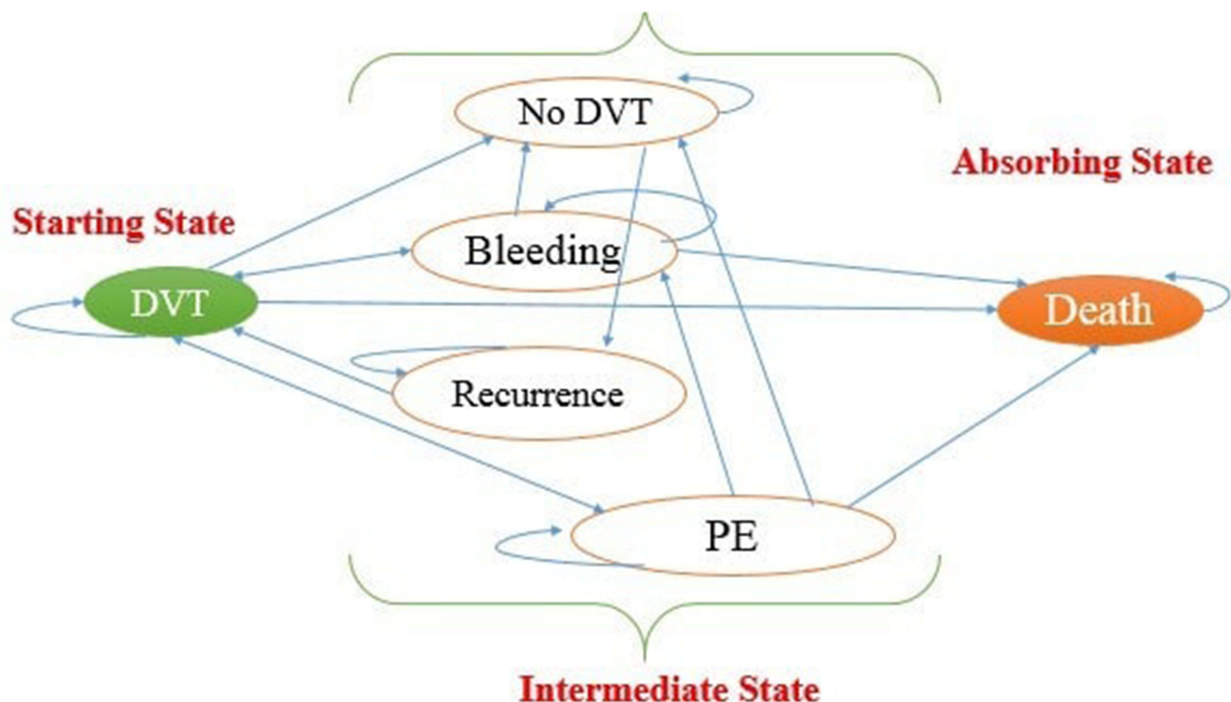 No DVT
Absorbing State
Starting State
Bleeding
DVT
Death
Recurrence
PE
Intermediate State